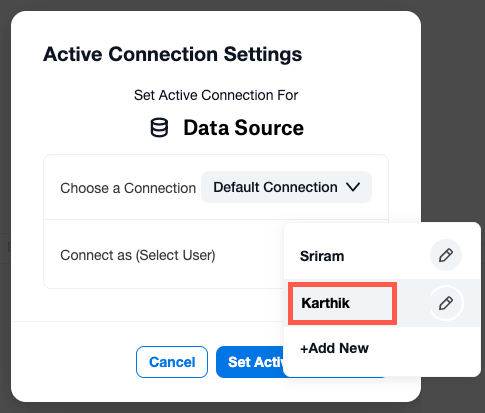 Active Connection Settings
Set Active Connection For
Data Source
Choose a Connection Default Connection
Connect as (Select User)
Sriram
Karthik
+Add New
Cancel Set Activ